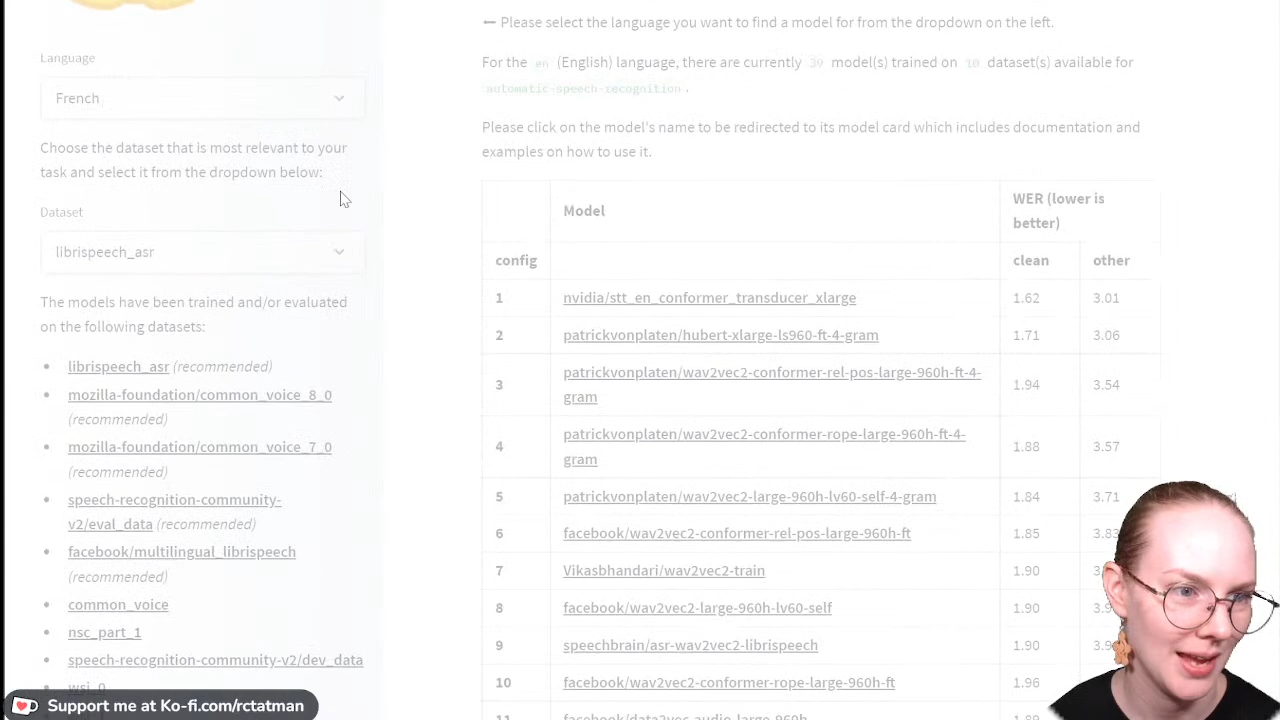 Language
French
Choose the dataset that is most relevant to your
task and select it from the dropdown below:
Dataset
librispeech_asr
The models have been trained and/or evaluated
on the following datasets:
• librispeech_asr (recommended)
• mozilla-foundation/common_voice_8_0
(recommended)
• mozilla-foundation/common_voice_7_0
(recommended)
• speech-recognition-community-
v2/eval_data (recommended)
• facebook/multilingual_librispeech
(recommended)
• common_voice
• nsc_part_1
• speech-recognition-community-v2/dev_data
• wsj_0
Support me at Ko-fi.com/rctatman
Please select the language you want to find a model for from the dropdown on the left.
For the en (English) language, there are currently 39 model(s) trained on 10 dataset(s) available for
automatic-speech-recognition .
Please click on the model's name to be redirected to its model card which includes documentation and
examples on how to use it.
Model WER (lower is
better)
config clean other
1 nvidia/stt_en_conformer_transducer_xlarge 1.62 3.01
2 patrickvonplaten/hubert-xlarge-ls960-ft-4-gram 1.71 3.06
3 patrickvonplaten/wav2vec2-conformer-rel-pos-large-960h-ft-4-
gram 1.94 3.54
4 patrickvonplaten/wav2vec2-conformer-rope-large-960h-ft-4-
gram 1.88 3.57
5 patrickvonplaten/wav2vec2-large-960h-lv60-self-4-gram 1.84 3.71
6 facebook/wav2vec2-conformer-rel-pos-large-960h-ft 1.85 3.83
7 Vikasbhandari/wav2vec2-train 1.90
8 facebook/wav2vec2-large-960h-lv60-self 1.90
9 speechbrain/asr-wav2vec2-librispeech 1.90
10 facebook/wav2vec2-conformer-rope-large-960h-ft 1.96
11 facebook/data2vec-audio-large-960h 1.89